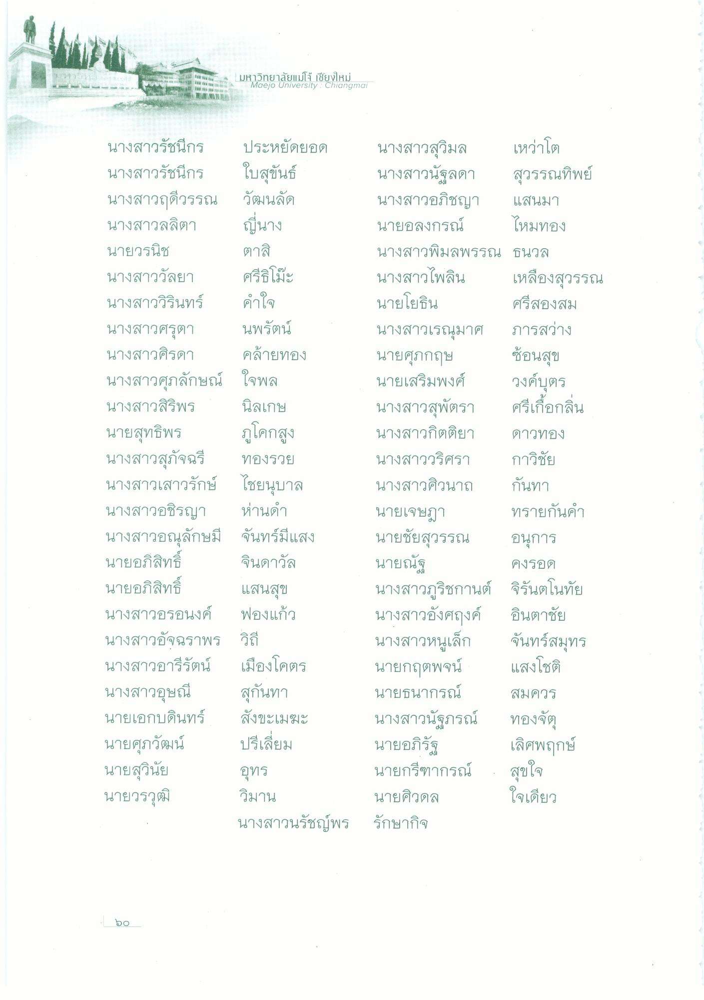 มหาวิทยาลัยแม่โจ้ เชียงใหม่
Maejo University : Chiangmai
นางสาวรัชนีกร ประหยัดยอด นางสาวสุวิมล เหว่าโต
นางสาวรัชนีกร ใบสุขันธ์ นางสาวนัฐลดา สุวรรณทิพย์
นางสาวฤดีวรรณ วัฒนลัด นางสาวอภิชญา แสนมา
นางสาวลลิตา ญี่นาง นายอลงกรณ์ ไหมทอง
นายวรนิช ตาสิ นางสาวพิมลพรรณ ธนวล
นางสาววัลยา ศรีธิโม๊ะ นางสาวไพลิน เหลืองสุวรรณ
นางสาววิรินทร์ คำใจ นายโยธิน ศรีสองสม
นางสาวศรุตา นพรัตน์ นางสาวเรณุมาศ ภารสว่าง
นางสาวศิรดา คล้ายทอง นายศุภกฤษ ซ้อนสุข
นางสาวศุภลักษณ์ ใจพล นายเสริมพงศ์ วงค์บุตร
นางสาวสิริพร นิลเกษ นางสาวสุพัตรา ศรีเกื้อกลิ่น
นายสุทธิพร ภูโคกสูง นางสาวกิตติยา ดาวทอง
นางสาวสุภัจฉรี ทองรวย นางสาววริศรา กาวิชัย
นางสาวเสาวรักษ์ ไชยนุบาล นางสาวศิวนาถ กันทา
นางสาวอชิรญา ห่านดำ นายเจษฎา ทรายกันคำ
นางสาวอณุลักษมี จันทร์มีแสง นายชัยสุวรรณ อนุการ
นายอภิสิทธิ์ จินดาวัล นายณัฐ คงรอด
นายอภิสิทธิ์ แสนสุข นางสาวภูริชกานต์ จิรันตโนทัย
นางสาวอรอนงค์ ฟองแก้ว นางสาวอังศฤงค์ อินตาชัย
นางสาวอัจฉราพร วิถี นางสาวหนูเล็ก จันทร์สมุทร
นางสาวอารีรัตน์ เมืองโคตร นายกฤตพจน์ แสงโชติ
นางสาวอุษณี สุกันทา นายธนากรณ์ สมควร
นายเอกบดินทร์ สังขะเมฆะ นางสาวนัฐภรณ์ ทองจัตุ
นายศุภวัฒน์ ปรีเลี่ยม นายอภิรัฐ เลิศพฤกษ์
นายสุวินัย อุทร นายกรีฑากรณ์ สุขใจ
นายวรวุฒิ วิมาน นายศิวดล ใจเดียว
นางสาวนรัชญ์พร รักษากิจ
๖๐